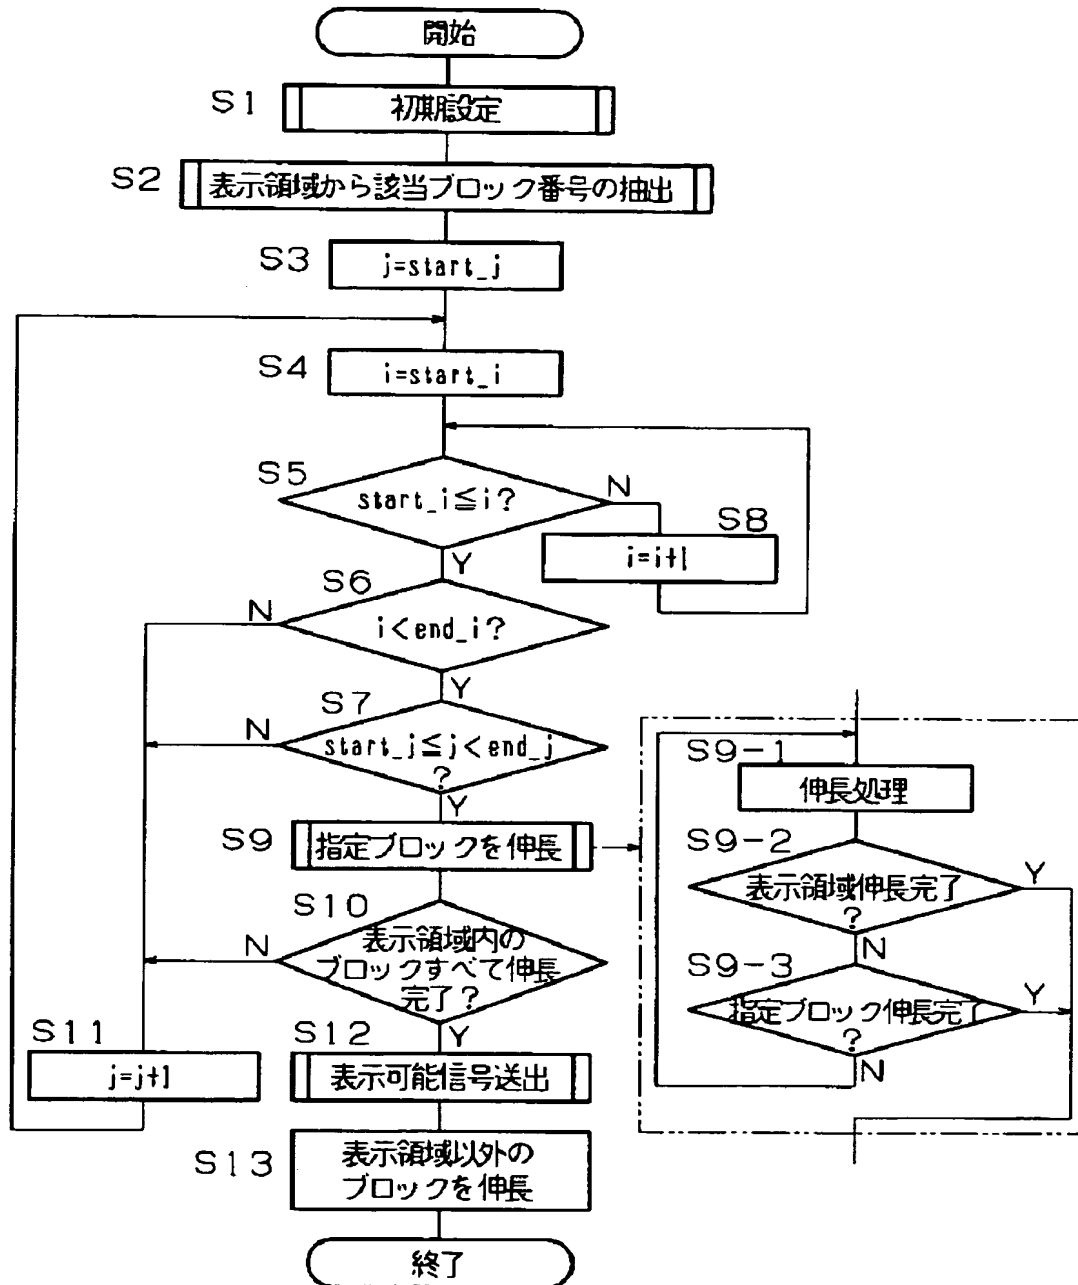 開始
S1
初期設定
S2
表示領域から該当ブロック番号の抽出
S3
j=start_j
S4
i=start_i
S5
start_i≦i?
N
S8
i=i+1
Y
S6
N
i<end_i?
Y
S7
N
start_j≦j<end_j
?
Y
S9
指定ブロックを伸長
S10
N
表示領域内の
ブロックすべて伸長
完了?
Y
S11
j=j+1
S12
表示可能信号送出
S13
表示領域以外の
ブロックを伸長
終了
S9-1
伸長処理
S9-2
Y
表示領域伸長完了
?
N
S9-3
Y
指定ブロック伸長完了
?
N